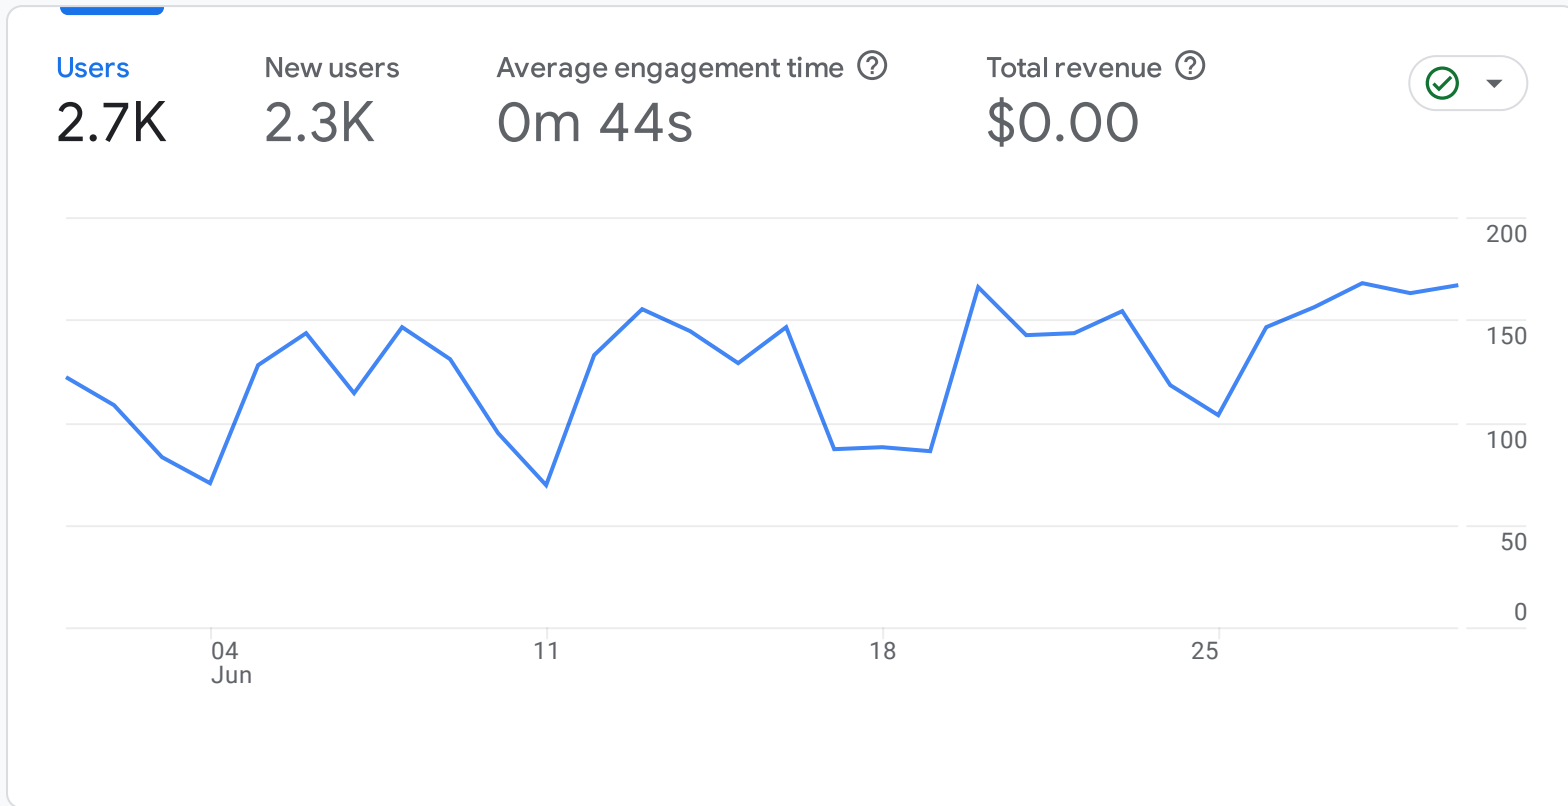 Users New users Average engagement time Total revenue
2.7K 2.3K 0m 44s $0.00
200
150
100
50
0
04 11 18 25
Jun